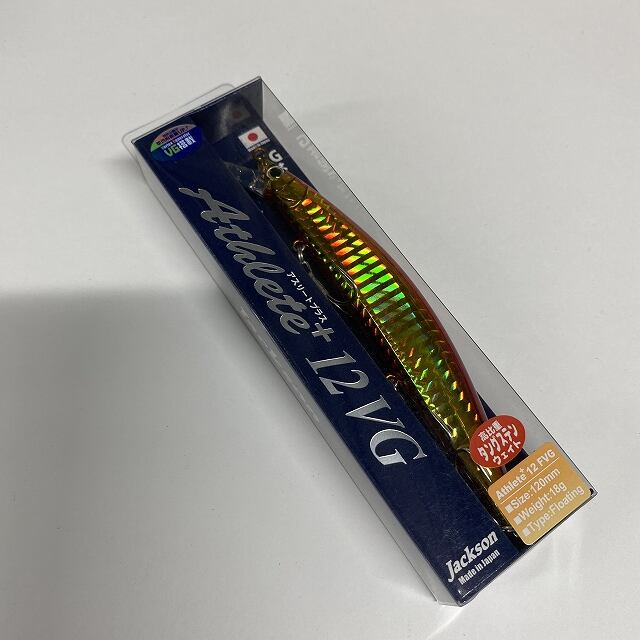 VG搭載
Athlete+
アスリートプラス
12 VG
高比重
タングステン
ウェイト
Athlete+ 12 FVG
■Size:120mm
■Weight:18g
■Type:Floating
Jackson
Made in Japan